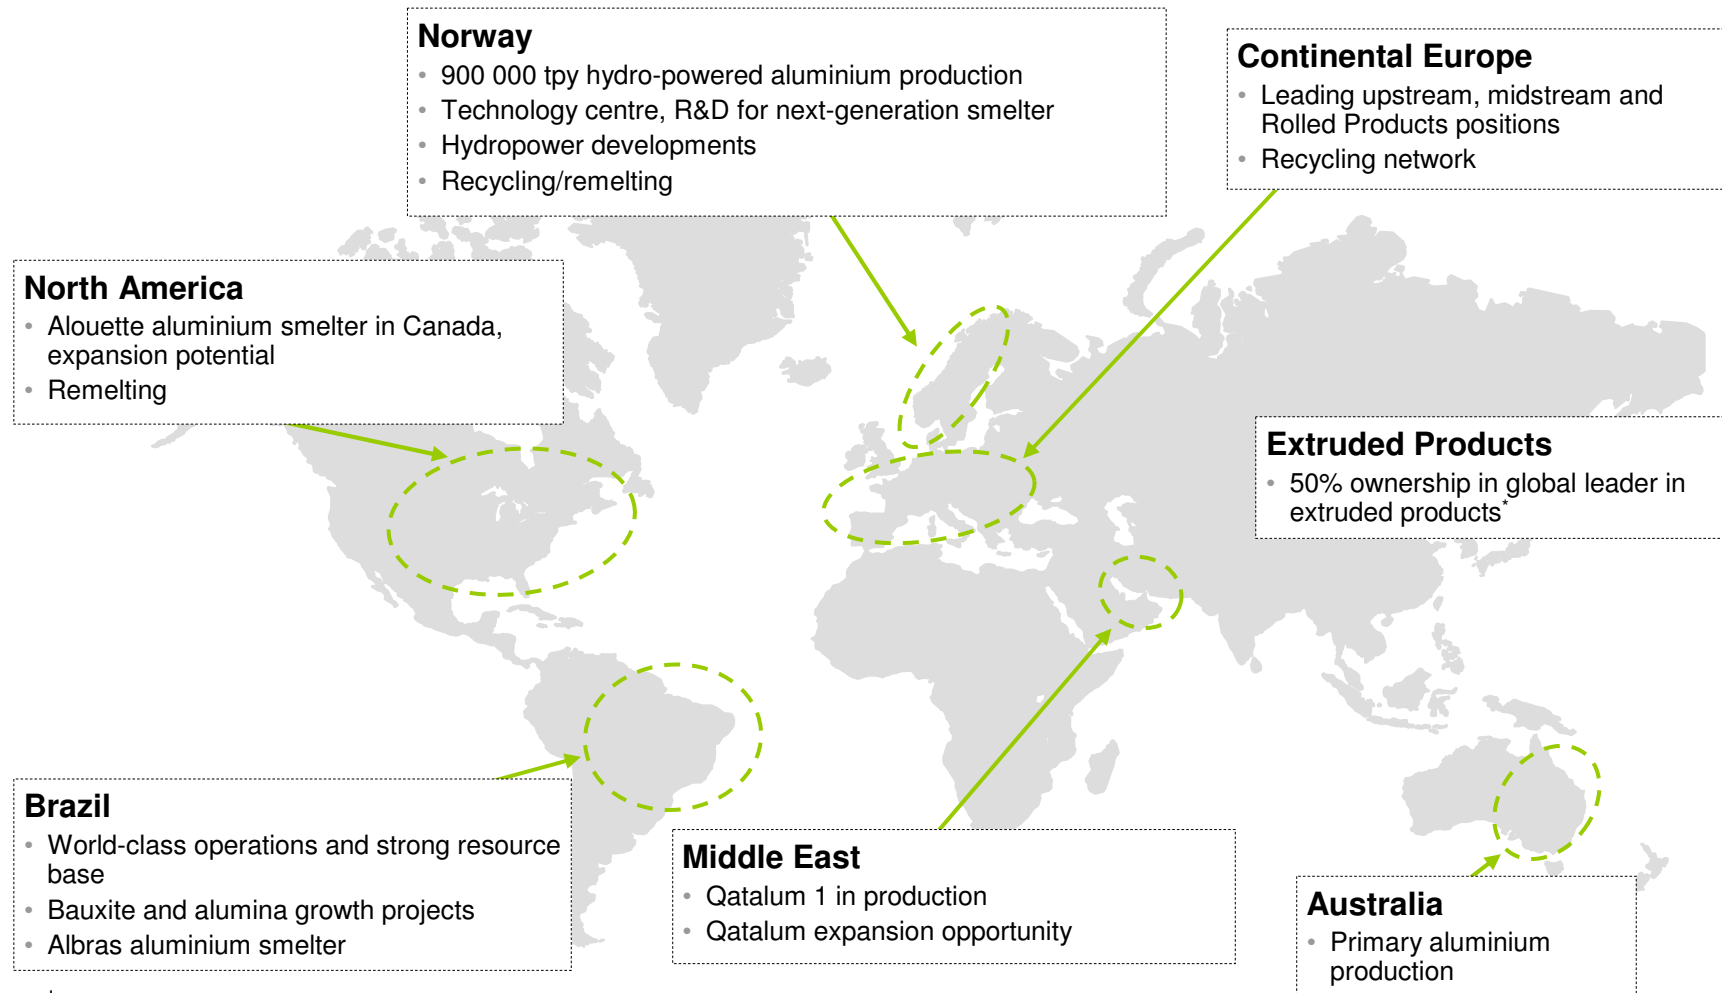 Norway
• 900 000 tpy hydro-powered aluminium production
• Technology centre, R&D for next-generation smelter
• Hydropower developments
• Recycling/remelting
Continental Europe
• Leading upstream, midstream and
Rolled Products positions
• Recycling network
North America
• Alouette aluminium smelter in Canada,
expansion potential
• Remelting
Extruded Products
• 50% ownership in global leader in
extruded products*
Brazil
• World-class operations and strong resource
base
• Bauxite and alumina growth projects
• Albras aluminium smelter
Middle East
• Qatalum 1 in production
• Qatalum expansion opportunity
Australia
• Primary aluminium
production